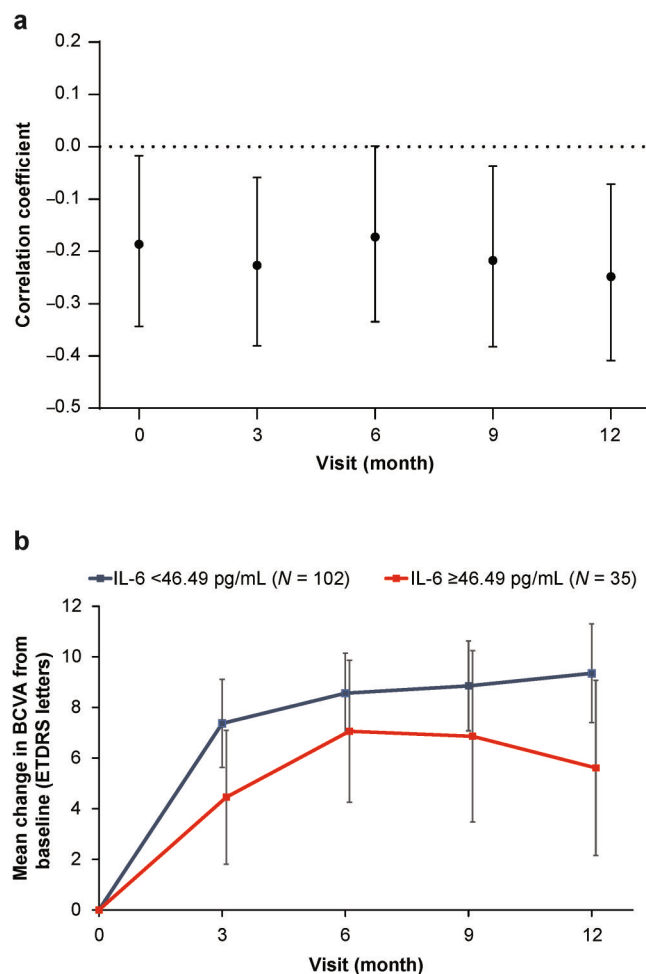 a
0.2
0.1
0.0
–0.1
–0.2
–0.3
–0.4
–0.5
Correlation coefficient
0 3 6 9 12
Visit (month)
b
IL-6 <46.49 pg/mL (N = 102) IL-6 ≥46.49 pg/mL (N = 35)
12
10
8
6
4
2
0
Mean change in BCVA from
baseline (ETDRS letters)
0 3 6 9 12
Visit (month)